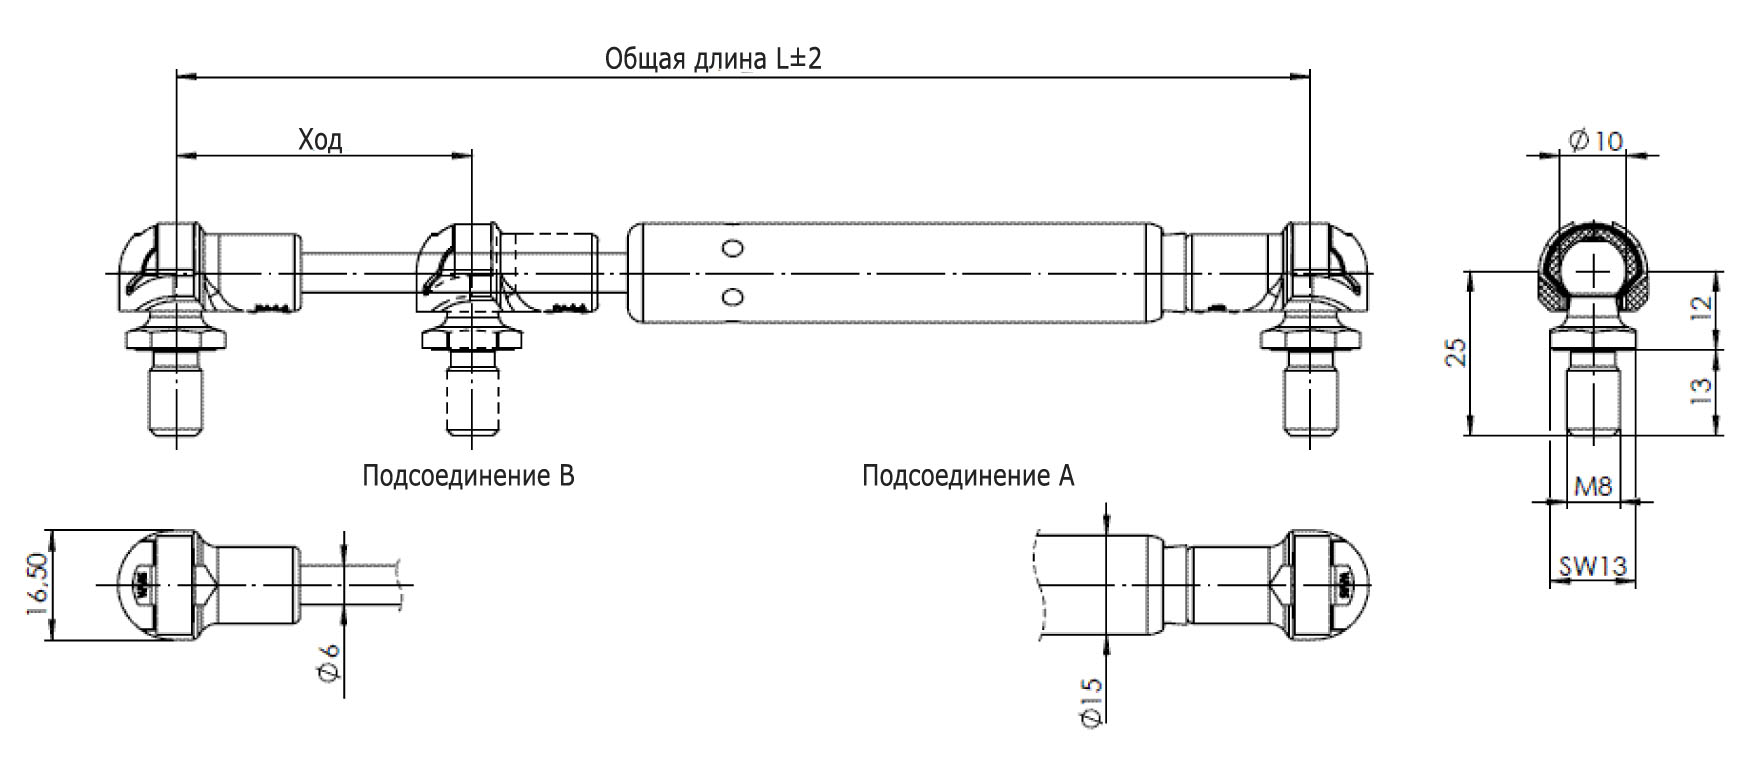 Общая длина L±2
Ход
Ø10
12
25
13
Подсоединение B
Подсоединение A
M8
SW13
16,50
Ø6
Ø15